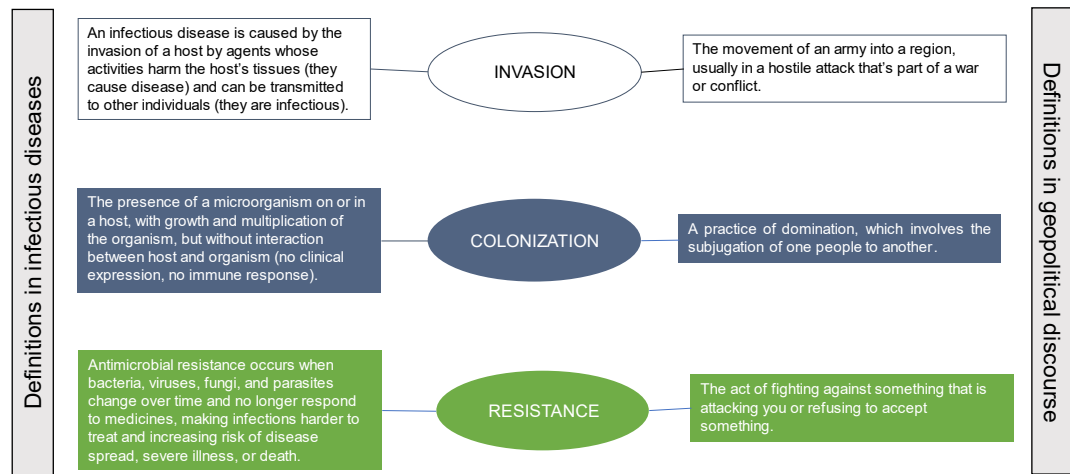 Definitions in infectious diseases
An infectious disease is caused by the
invasion of a host by agents whose
activities harm the host's tissues (they
cause disease) and can be transmitted
to other individuals (they are infectious).
INVASION
The movement of an army into a region,
usually in a hostile attack that's part of a war
or conflict.
The presence of a microorganism on or in
a host, with growth and multiplication of
the organism, but without interaction
between host and organism (no clinical
expression, no immune response).
COLONIZATION
A practice of domination, which involves the
subjugation of one people to another.
Antimicrobial resistance occurs when
bacteria, viruses, fungi, and parasites
change over time and no longer respond
to medicines, making infections harder to
treat and increasing risk of disease
spread, severe illness, or death.
RESISTANCE
The act of fighting against something that is
attacking you or refusing to accept
something.
Definitions in geopolitical discourse